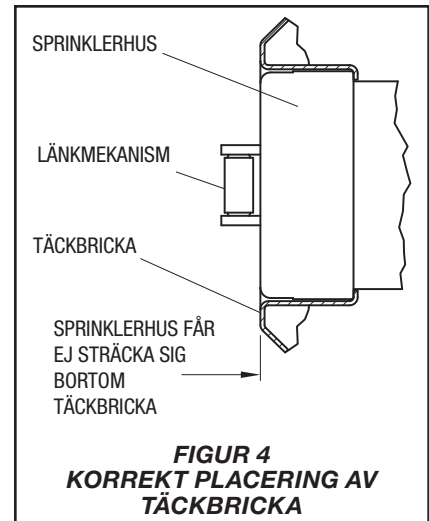 SPRINKLERHUS
LÄNKMEKANISM
TÄCKBRICKA
SPRINKLERHUS FÅR
EJ STRÄCKA SIG
BORTOM
TÄCKBRICKA
FIGUR 4
KORREKT PLACERING AV
TÄCKBRICKA